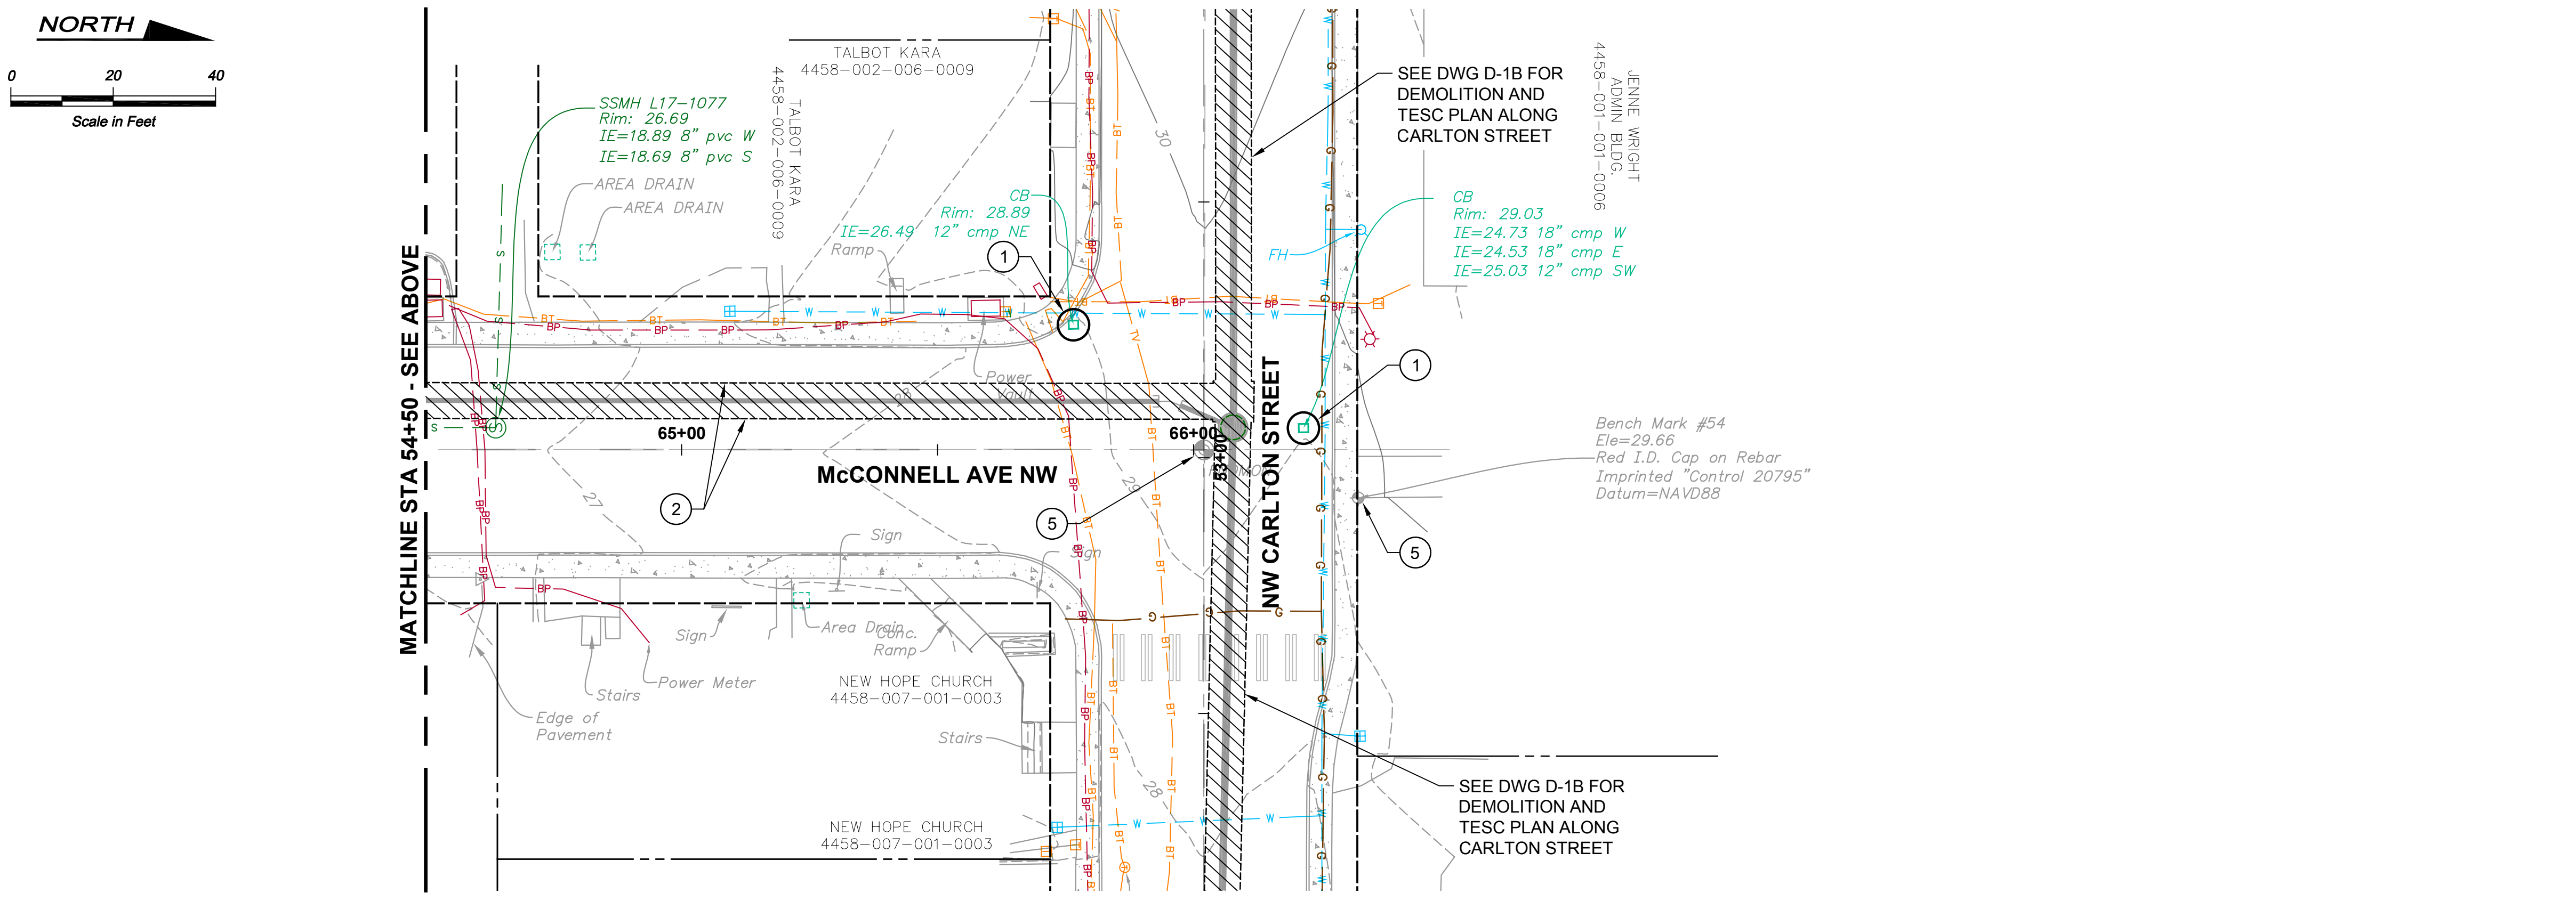 NORTH
0 20 40
Scale in Feet
MATCHLINE STA 54+50 - SEE ABOVE
SSMH L17-1077
Rim: 26.69
IE=18.89 8" pvc W
IE=18.69 8" pvc S
AREA DRAIN
AREA DRAIN
TALBOT KARA
4458-002-006-0009
TALBOT KARA
4458-002-006-0009
CB
Rim: 28.89
IE=26.49 12" cmp NE
Ramp
1
30
SEE DWG D-1B FOR
DEMOLITION AND
TESC PLAN ALONG
CARLTON STREET
JENNE WRIGHT
ADMIN BLDG.
4458-001-001-0006
CB
Rim: 29.03
IE=24.73 18" cmp W
IE=24.53 18" cmp E
IE=25.03 12" cmp SW
FH
1
Power
Vault
28
65+00
66+00
53+00
McCONNELL AVE NW
NW CARLTON STREET
2
5
27
29
Bench Mark #54
Ele=29.66
Red I.D. Cap on Rebar
Imprinted "Control 20795"
Datum=NAVD88
5
Sign
Sign
Sign
Area Drain
Conc.
Ramp
Stairs
Power Meter
Edge of
Pavement
NEW HOPE CHURCH
4458-007-001-0003
Stairs
28
NEW HOPE CHURCH
4458-007-001-0003
SEE DWG D-1B FOR
DEMOLITION AND
TESC PLAN ALONG
CARLTON STREET